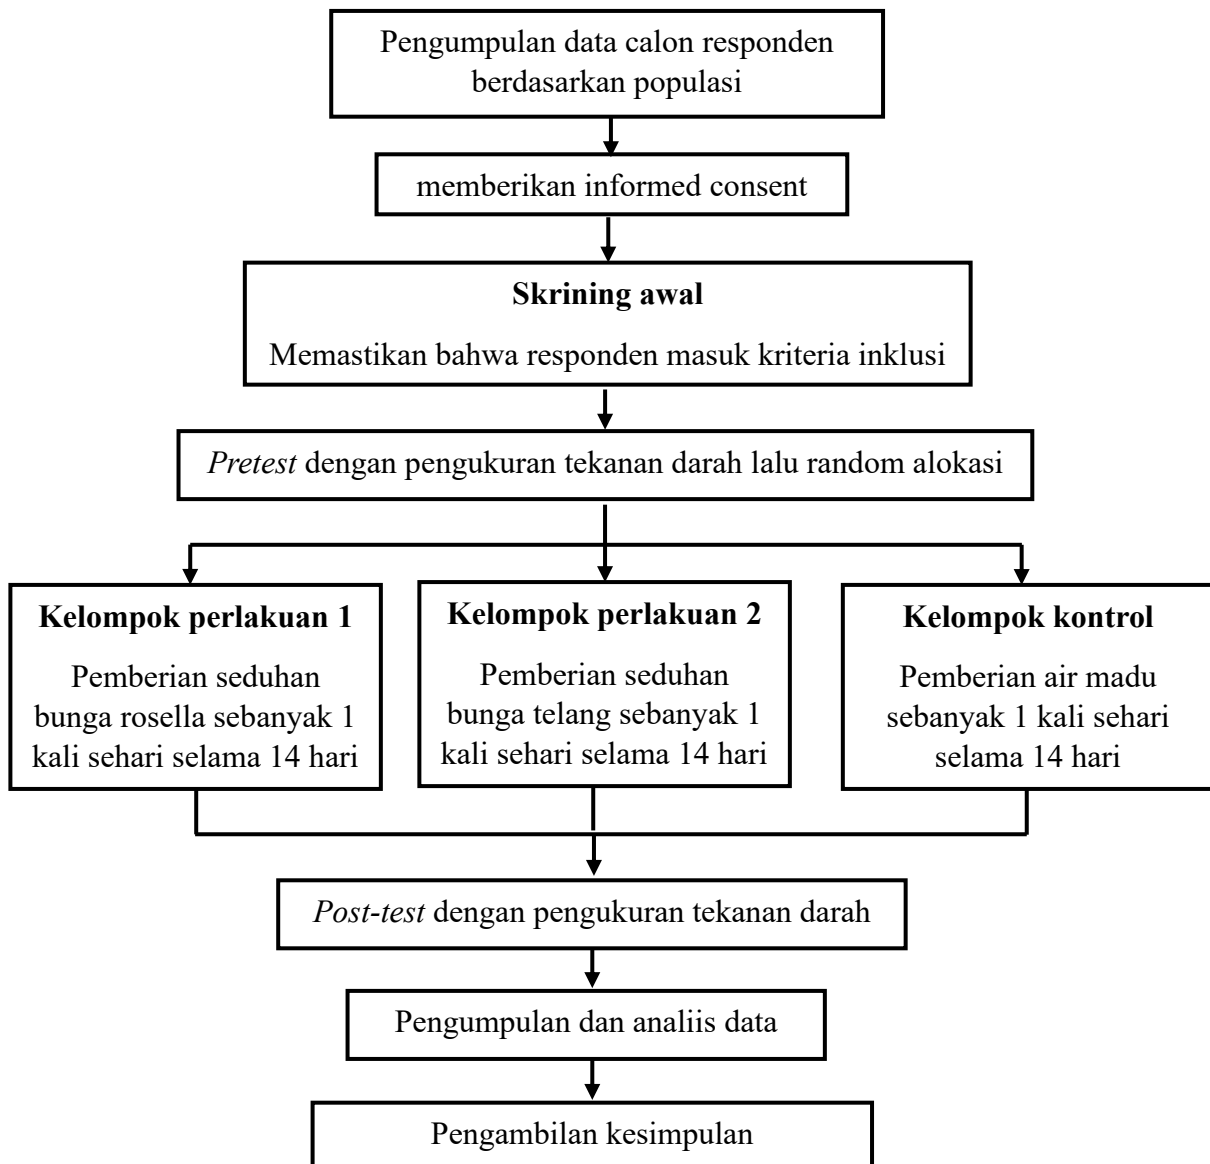 Pengumpulan data calon responden
berdasarkan populasi
memberikan informed consent
Skrining awal
Memastikan bahwa responden masuk kriteria inklusi
Pretest dengan pengukuran tekanan darah lalu random alokasi
Kelompok perlakuan 1
Pemberian seduhan
bunga rosella sebanyak 1
kali sehari selama 14 hari
Kelompok perlakuan 2
Pemberian seduhan
bunga telang sebanyak 1
kali sehari selama 14 hari
Kelompok kontrol
Pemberian air madu
sebanyak 1 kali sehari
selama 14 hari
Post-test dengan pengukuran tekanan darah
Pengumpulan dan analiis data
Pengambilan kesimpulan